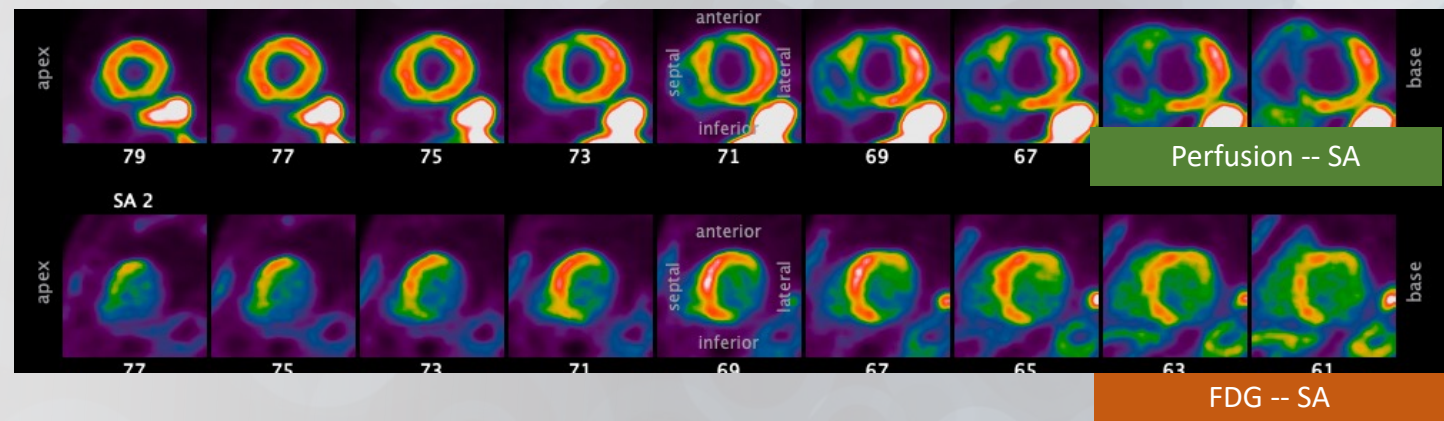 anterior
apex
septal
lateral
base
inferior
79 77 75 73 71 69 67
Perfusion -- SA
SA 2
anterior
apex
septal
lateral
base
inferior
77 75 73 71 69 67 65 63 61
FDG -- SA